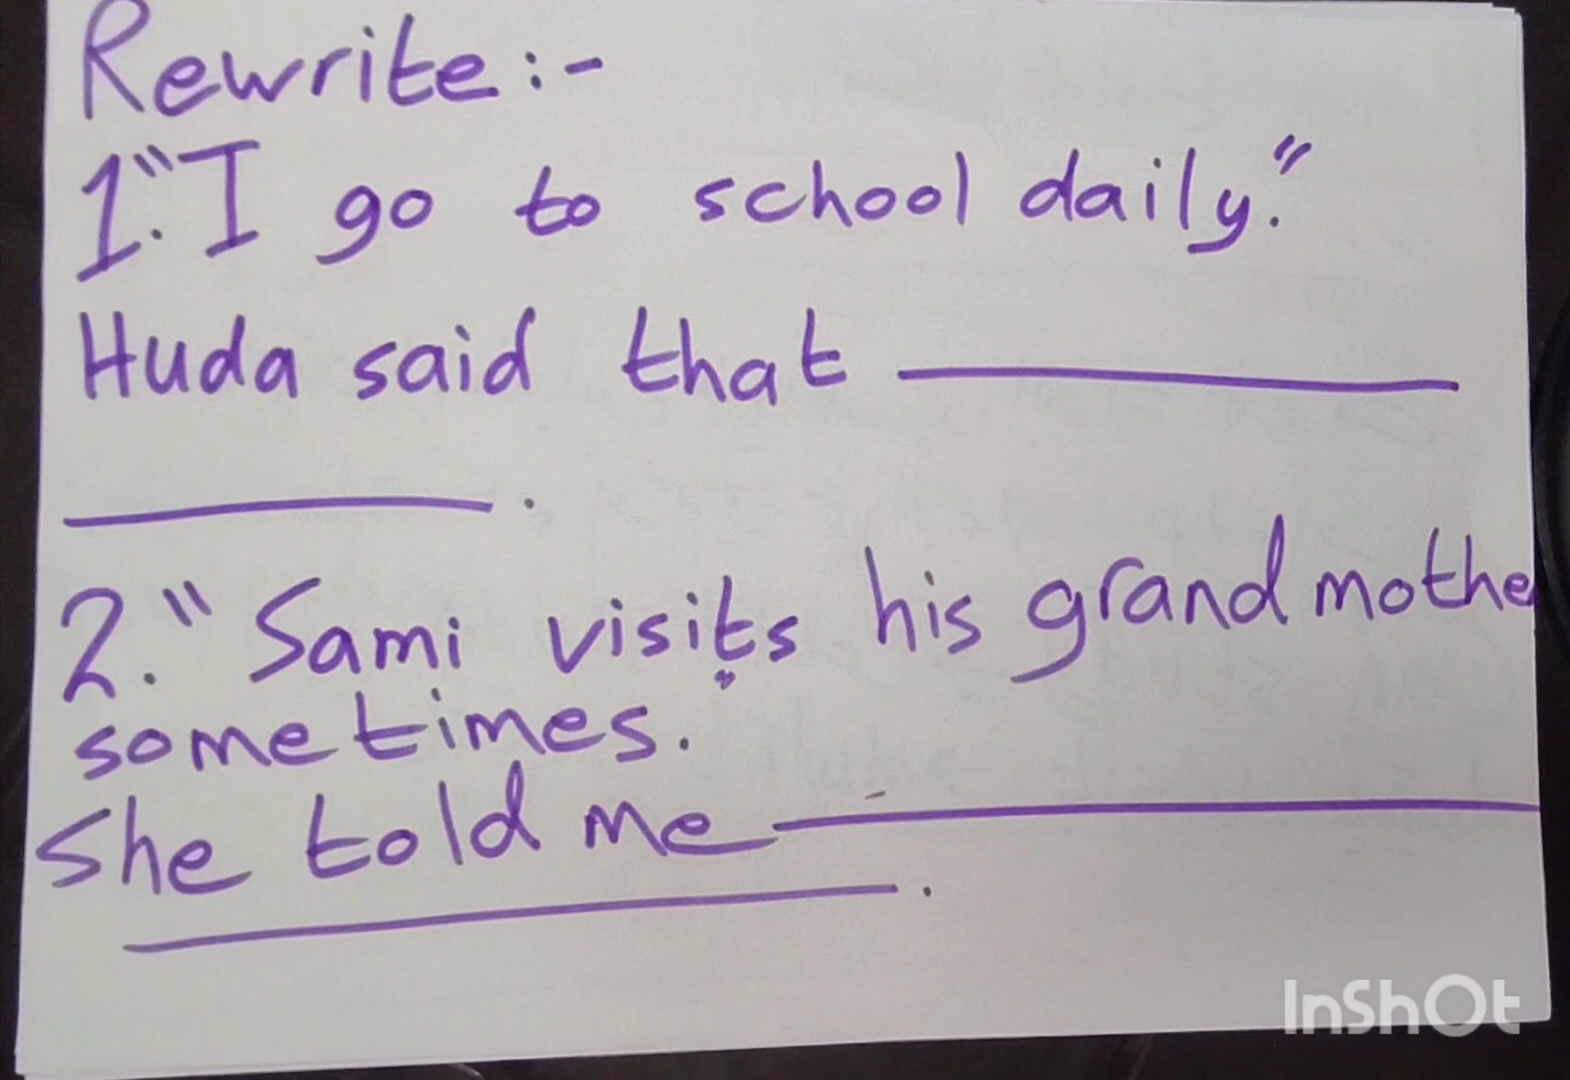 Rewrite:-
1."I go to school daily."
Huda said that
.
2." Sami visits his grandmothe
sometimes.
She told me
.
InShOt